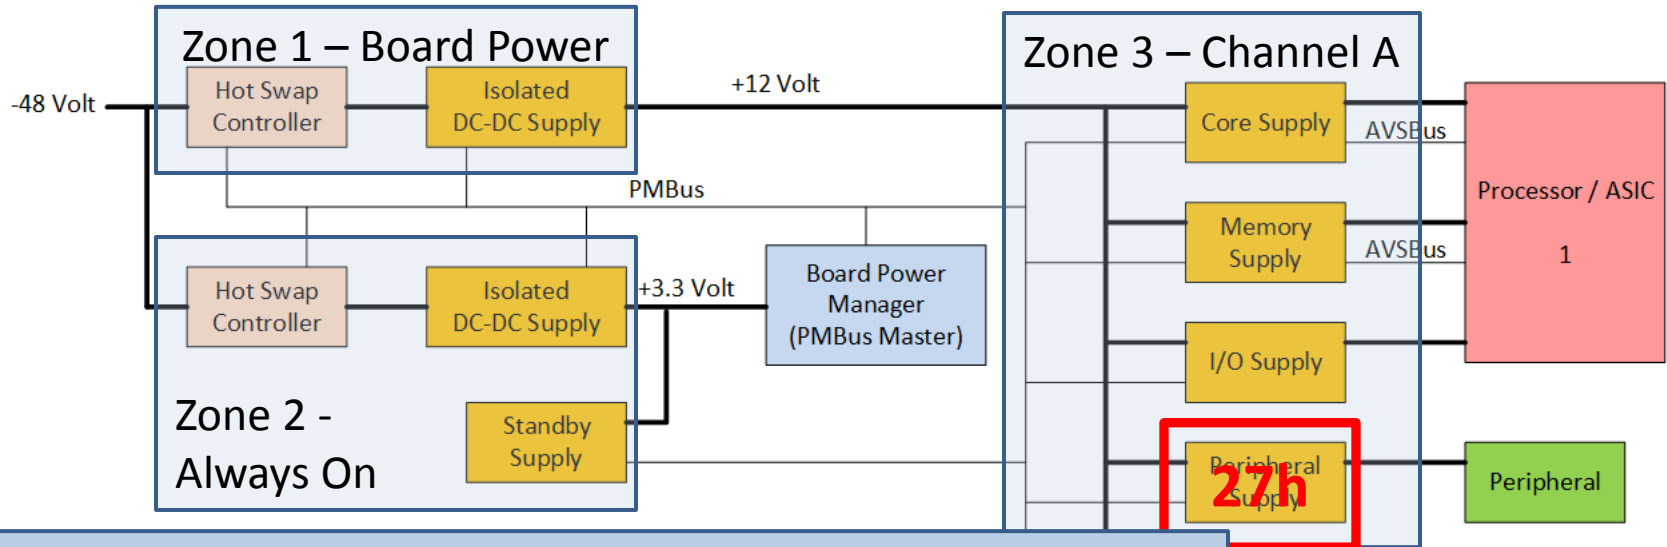 Zone 1 – Board Power
Zone 3 – Channel A
-48 Volt
Hot Swap
Controller
Isolated
DC-DC Supply
+12 Volt
Core Supply
AVSBus
PMBus
Processor / ASIC
1
Memory
Supply
AVSBus
Hot Swap
Controller
Isolated
DC-DC Supply
+3.3 Volt
Board Power
Manager
(PMBus Master)
I/O Supply
Zone 2 -
Always On
Standby
Supply
Peripheral
Supply
27h
Peripheral